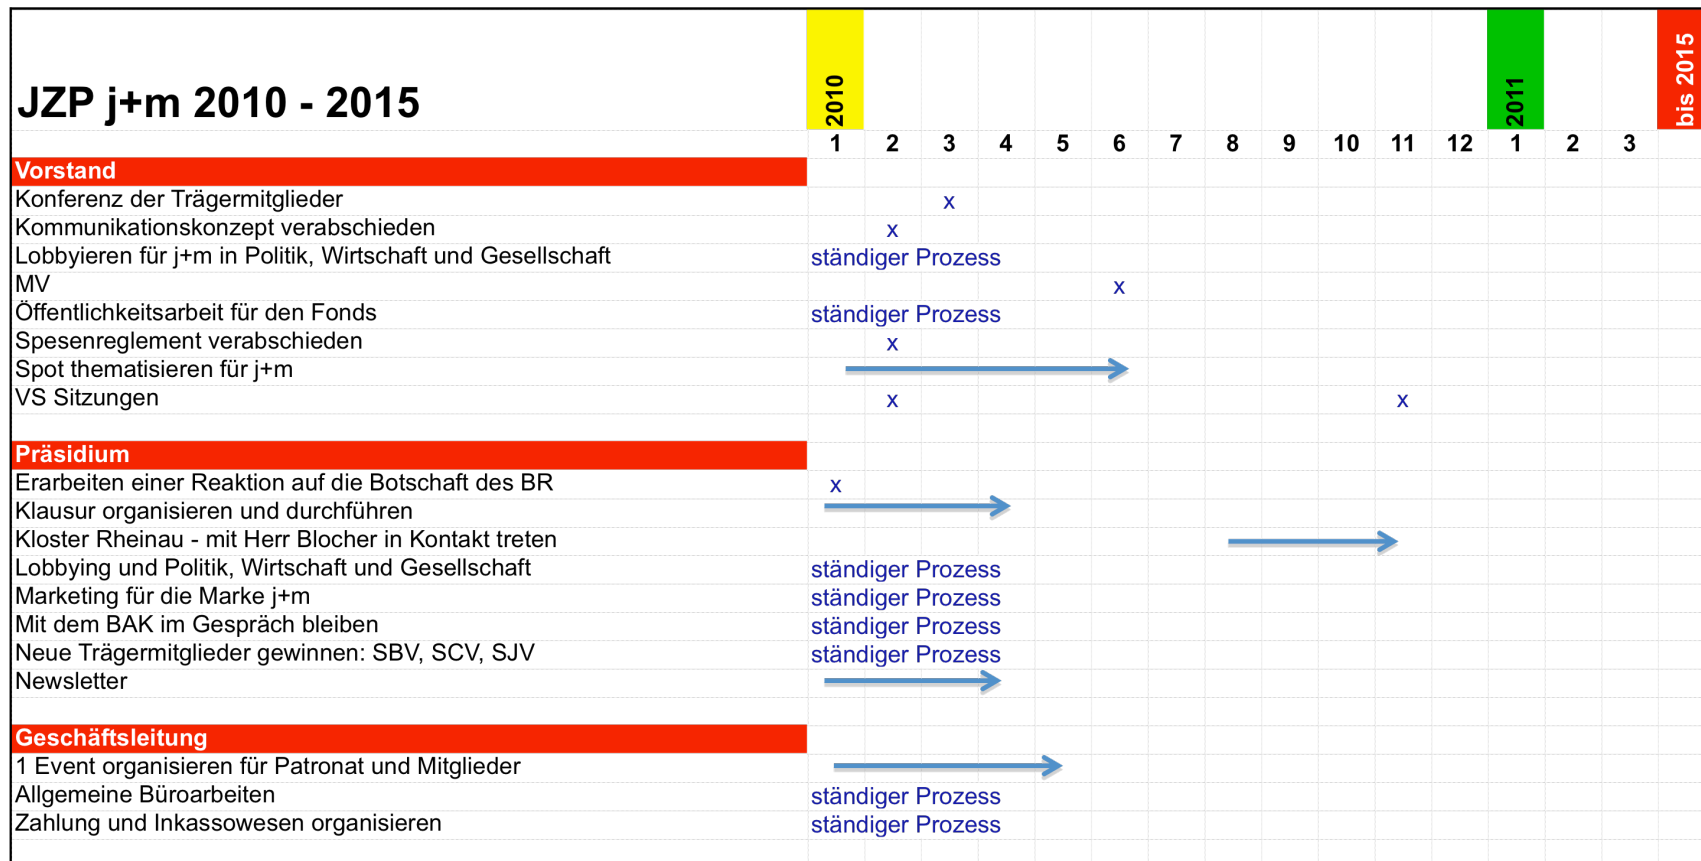 JZP j+m 2010 - 2015 2010 2011 bis 2015
1 2 3 4 5 6 7 8 9 10 11 12 1 2 3
Vorstand
Konferenz der Trägermitglieder x
Kommunikationskonzept verabschieden x
Lobbyieren für j+m in Politik, Wirtschaft und Gesellschaft ständiger Prozess
MV x
Öffentlichkeitsarbeit für den Fonds ständiger Prozess
Spesenreglement verabschieden x
Spot thematisieren für j+m
VS Sitzungen x x
Präsidium
Erarbeiten einer Reaktion auf die Botschaft des BR x
Klausur organisieren und durchführen
Kloster Rheinau - mit Herr Blocher in Kontakt treten
Lobbying und Politik, Wirtschaft und Gesellschaft ständiger Prozess
Marketing für die Marke j+m ständiger Prozess
Mit dem BAK im Gespräch bleiben ständiger Prozess
Neue Trägermitglieder gewinnen: SBV, SCV, SJV ständiger Prozess
Newsletter
Geschäftsleitung
1 Event organisieren für Patronat und Mitglieder
Allgemeine Büroarbeiten ständiger Prozess
Zahlung und Inkassowesen organisieren ständiger Prozess